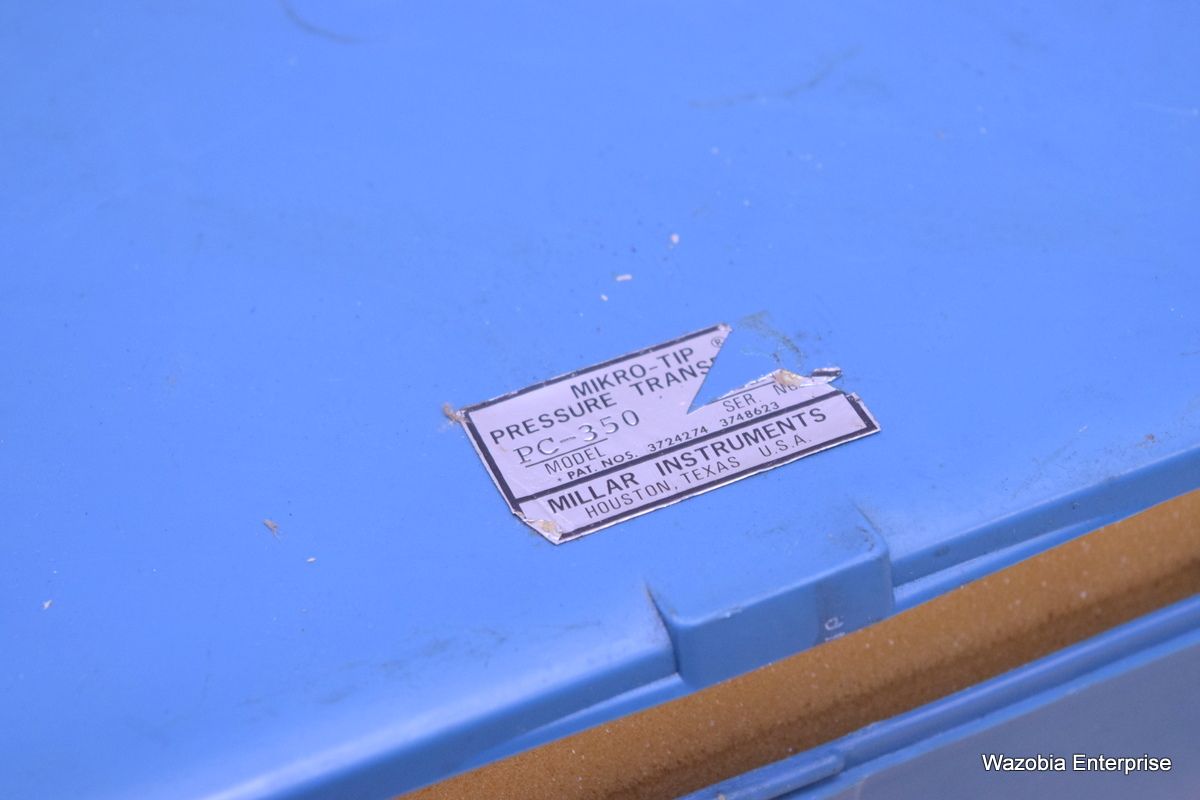 MIKRO-TIP ®
PRESSURE TRANS
PC-350
MODEL
SER. No.
PAT. NOS. 3724274 3748623
MILLAR INSTRUMENTS
HOUSTON, TEXAS U.S.A.
Wazobia Enterprise